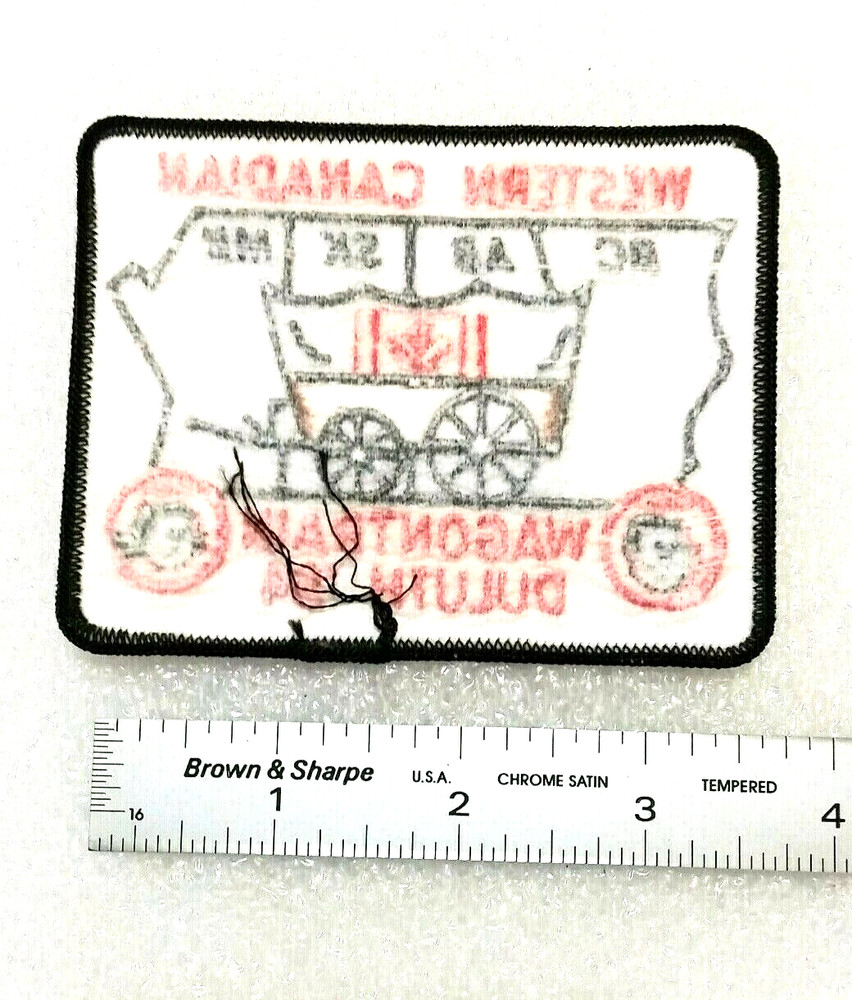 WESTERN CANADIAN
BC AB SK MB
WAGONTRAIN
DULUTH
Brown & Sharpe U.S.A. CHROME SATIN TEMPERED
1 2 3 4
16